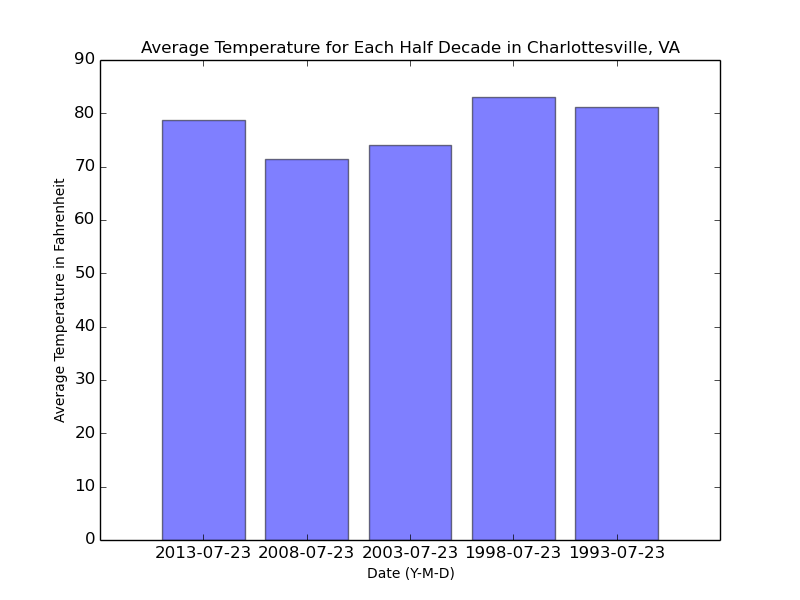 Average Temperature for Each Half Decade in Charlottesville, VA
90
80
70
60
50
40
30
20
10
0
Average Temperature in Fahrenheit
2013-07-23 2008-07-23 2003-07-23 1998-07-23 1993-07-23
Date (Y-M-D)